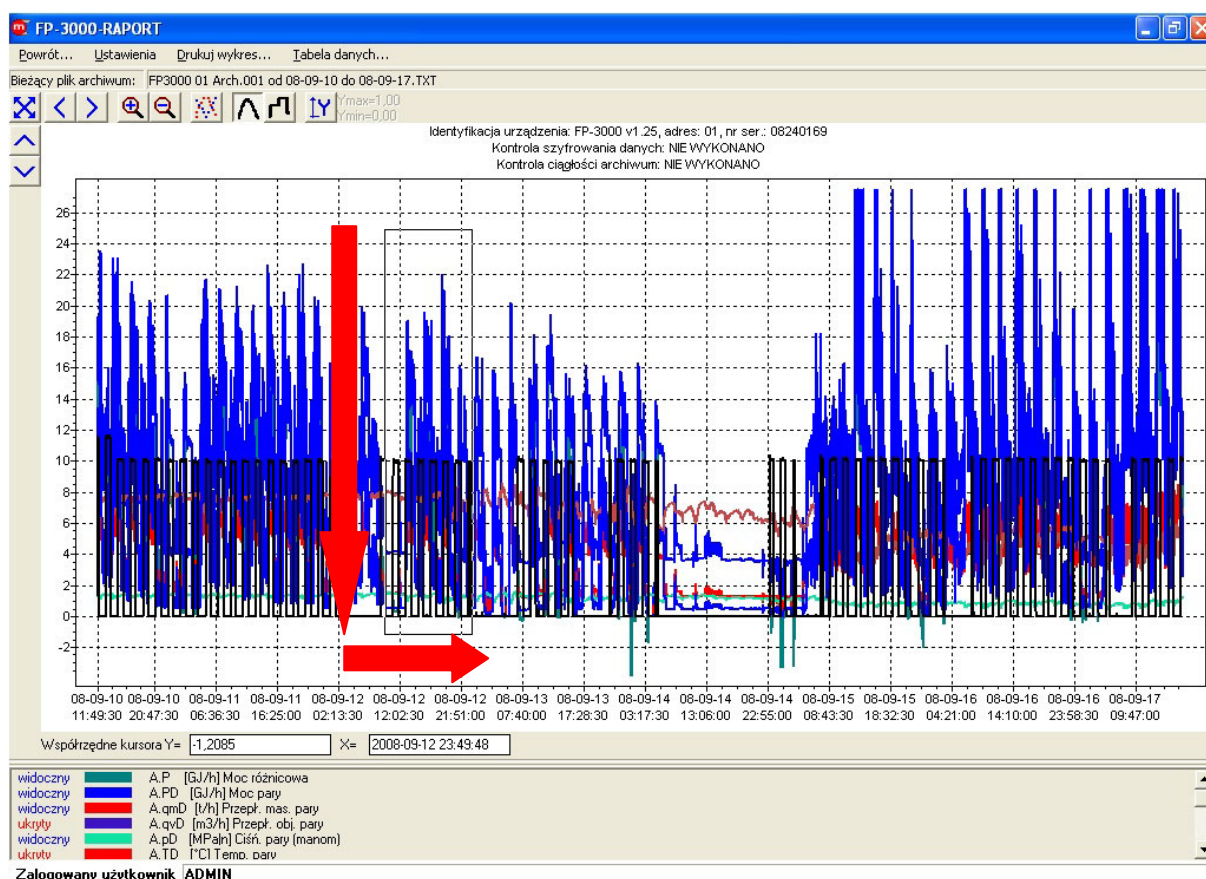 FP-3000-RAPORT
Powrót... Ustawienia Drukuj wykres... Tabela danych...
Bieżący plik archiwum: FP3000 01 Arch.001 od 08-09-10 do 08-09-17.TXT
Ymax=1,00
Ymin=0,00
Identyfikacja urządzenia: FP-3000 v1.25, adres: 01, nr ser.: 08240169
Kontrola szyfrowania danych: NIE WYKONANO
Kontrola ciągłości archiwum: NIE WYKONANO
26
24
22
20
18
16
14
12
10
8
6
4
2
0
-2
08-09-10 08-09-10 08-09-11 08-09-11 08-09-12 08-09-12 08-09-12 08-09-13 08-09-13 08-09-14 08-09-14 08-09-14 08-09-15 08-09-15 08-09-16 08-09-16 08-09-16 08-09-17
11:49:30 20:47:30 06:36:30 16:25:00 02:13:30 12:02:30 21:51:00 07:40:00 17:28:30 03:17:30 13:06:00 22:55:00 08:43:30 18:32:30 04:21:00 14:10:00 23:58:30 09:47:00
Współrzędne kursora Y= -1,2085 X= 2008-09-12 23:49:48
widoczny A.P [GJ/h] Moc różnicowa
widoczny A.PD [GJ/h] Moc pary
widoczny A.qmD [t/h] Przepł. mas. pary
ukryty A.qvD [m3/h] Przepł. obj. pary
widoczny A.pD [MPa|n] Ciśń. pary (manom)
ukryty A.TD [°C] Temp. pary
Zalogowany użytkownik ADMIN